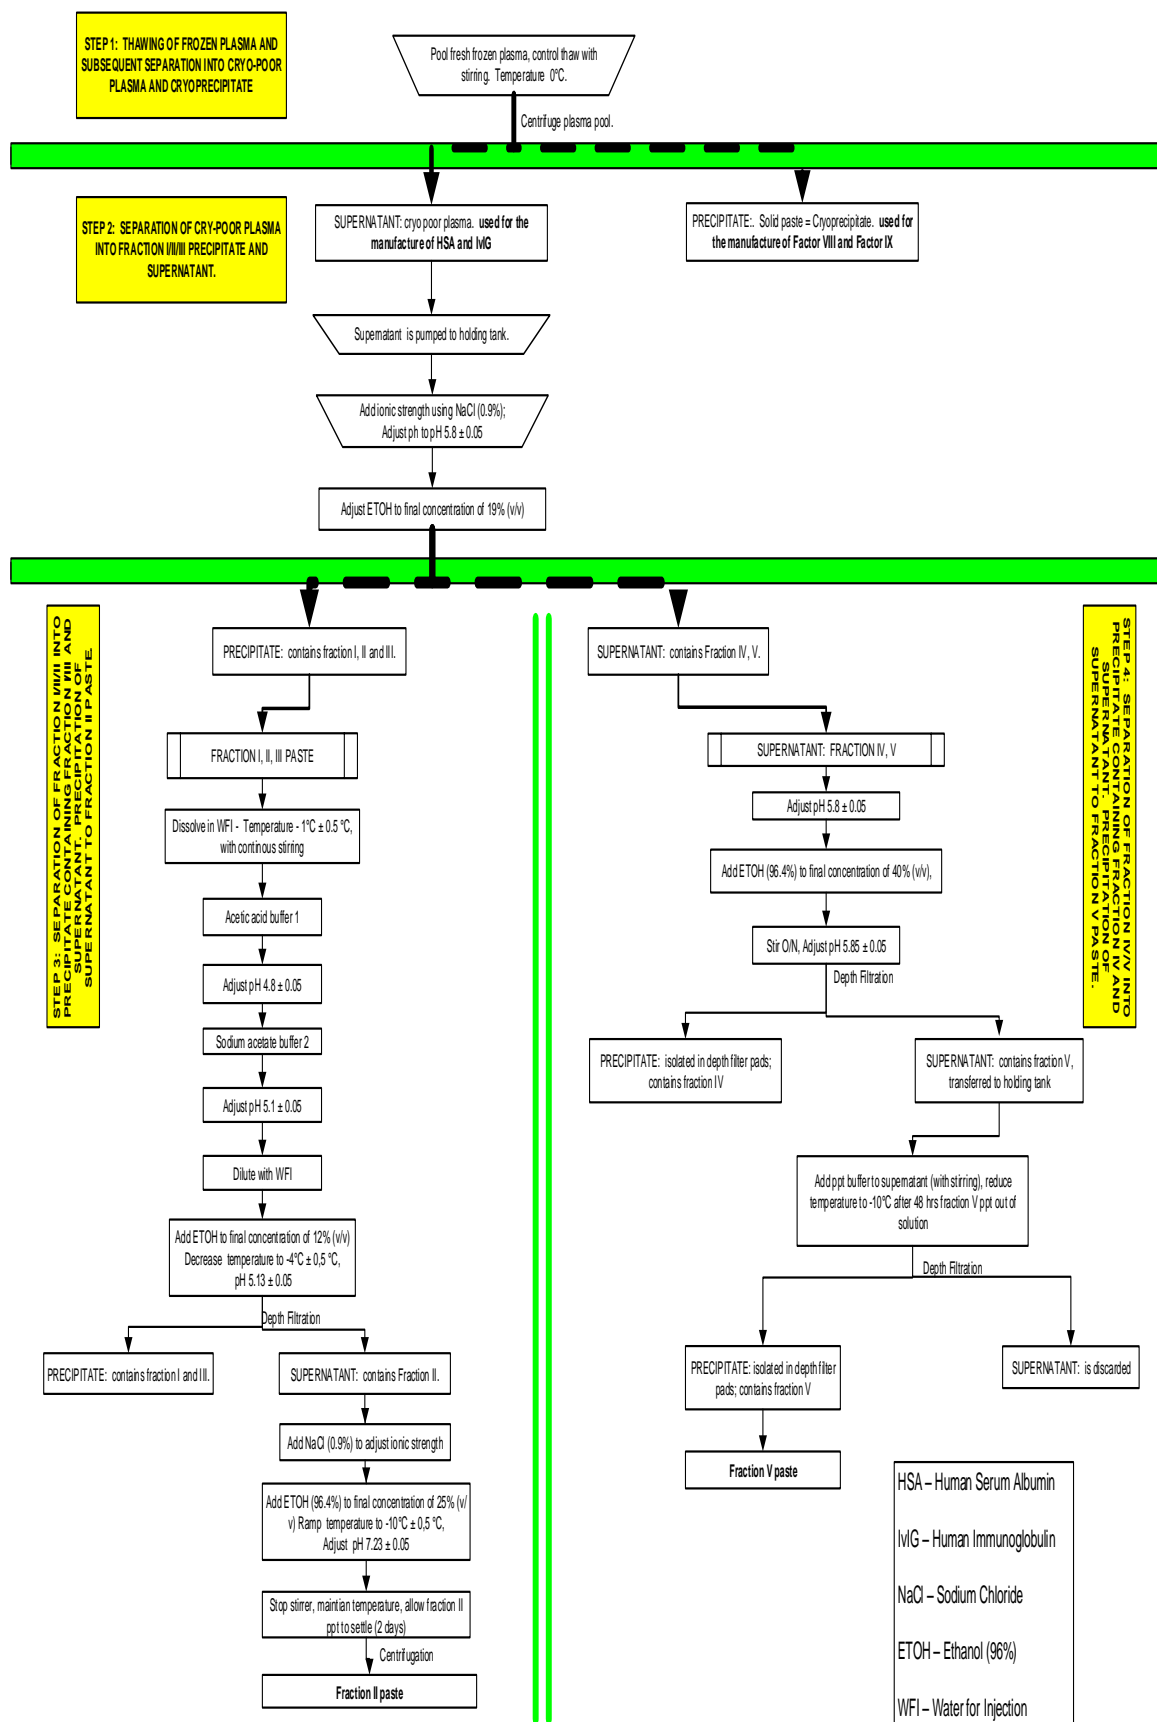 STEP 1: THAWING OF FROZEN PLASMA AND
SUBSEQUENT SEPARATION INTO CRYO-POOR
PLASMA AND CRYOPRECIPITATE
Pool fresh frozen plasma, control thaw with
stirring. Temperature 0°C.
Centrifuge plasma pool.
STEP 2: SEPARATION OF CRY-POOR PLASMA
INTO FRACTION I/II/III PRECIPITATE AND
SUPERNATANT.
SUPERNATANT: cryo poor plasma. used for the
manufacture of HSA and IvIG
PRECIPITATE:. Solid paste = Cryoprecipitate. used for
the manufacture of Factor VIII and Factor IX
Supernatant is pumped to holding tank.
Add ionic strength using NaCl (0.9%);
Adjust ph to pH 5.8 ± 0.05
Adjust ETOH to final concentration of 19% (v/v)
STEP 3: SEPARATION OF FRACTION I/II/II INTO
PRECIPITATE CONTAINING FRACTION I/III AND
SUPERNATANT. PRECIPITATION OF
SUPERNATANT TO FRACTION II PASTE
PRECIPITATE: contains fraction I, II and III.
FRACTION I, II, III PASTE
Dissolve in WFI - Temperature - 1°C ± 0.5 °C,
with continous stirring
Acetic acid buffer 1
Adjust pH 4.8 ± 0.05
Sodium acetate buffer 2
Adjust pH 5.1 ± 0.05
Dilute with WFI
Add ETOH to final concentration of 12% (v/v)
Decrease temperature to -4°C ± 0,5 °C,
pH 5.13 ± 0.05
Depth Filtration
PRECIPITATE: contains fraction I and III.
SUPERNATANT: contains Fraction II.
Add NaCl (0.9%) to adjust ionic strength
Add ETOH (96.4%) to final concentration of 25% (v/
v) Ramp temperature to -10°C ± 0,5 °C,
Adjust pH 7.23 ± 0.05
Stop stirrer, maintian temperature, allow fraction II
ppt to settle (2 days)
Centrifugation
Fraction II paste
SUPERNATANT: contains Fraction IV, V.
STEP 4: SEPARATION OF FRACTION IV/V INTO
PRECIPITATE CONTAINING FRACTION IV AND
SUPERNATANT. PRECIPITATION OF
SUPERNATANT TO FRACTION V PASTE.
SUPERNATANT: FRACTION IV, V
Adjust pH 5.8 ± 0.05
Add ETOH (96.4%) to final concentration of 40% (v/v),
Stir O/N, Adjust pH 5.85 ± 0.05
Depth Filtration
PRECIPITATE: isolated in depth filter pads;
contains fraction IV
SUPERNATANT: contains fraction V,
transferred to holding tank
Add ppt buffer to supernatant (with stirring), reduce
temperature to -10°C after 48 hrs fraction V ppt out of
solution
Depth Filtration
PRECIPITATE: isolated in depth filter
pads; contains fraction V
SUPERNATANT: is discarded
Fraction V paste
HSA – Human Serum Albumin
IvIG – Human Immunoglobulin
NaCl – Sodium Chloride
ETOH – Ethanol (96%)
WFI – Water for Injection